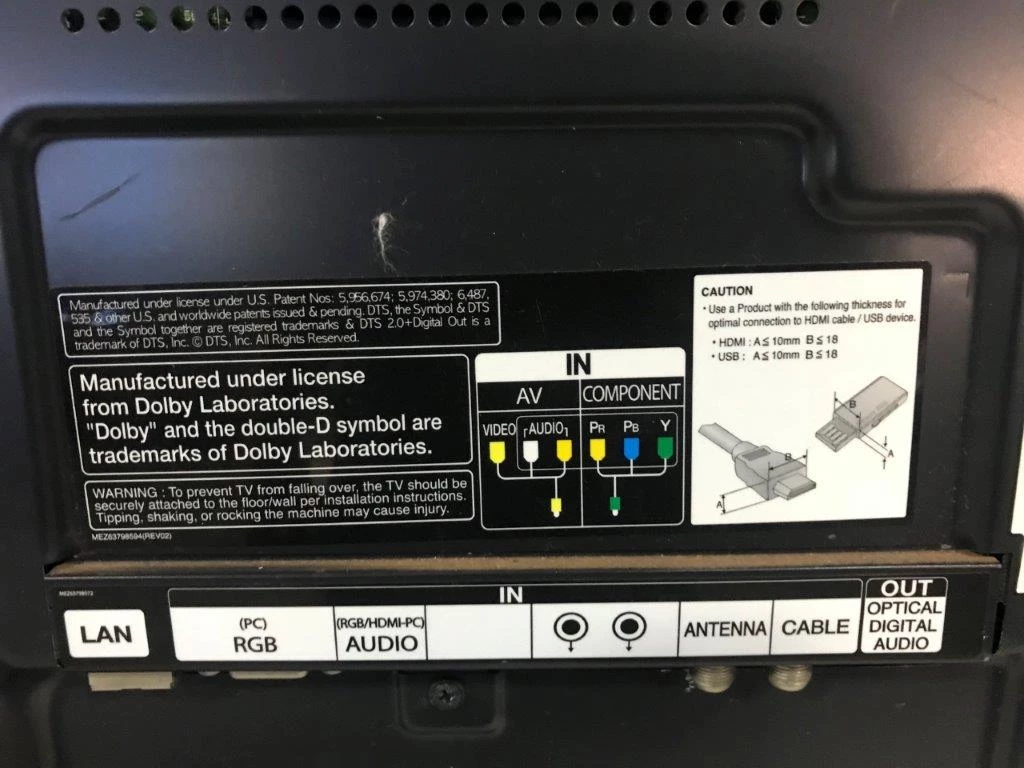 Manufactured under license under U.S. Patent Nos: 5,956,674; 5,974,380; 6,487,
535 & other U.S. and worldwide patents issued & pending. DTS, the Symbol & DTS
and the Symbol together are registered trademarks & DTS 2.0+Digital Out is a
trademark of DTS, Inc. © DTS, Inc. All Rights Reserved.
Manufactured under license
from Dolby Laboratories.
"Dolby" and the double-D symbol are
trademarks of Dolby Laboratories.
WARNING : To prevent TV from falling over, the TV should be
securely attached to the floor/wall per installation instructions.
Tipping, shaking, or rocking the machine may cause injury.
MEZ63798594(REV02)
IN
AV COMPONENT
VIDEO AUDIO PR PB Y
CAUTION
• Use a Product with the following thickness for
optimal connection to HDMI cable / USB device.
• HDMI : A ≤ 10mm B ≤ 18
• USB : A ≤ 10mm B ≤ 18
B
A
B
A
MEZ63798572
IN
LAN
(PC)
RGB
(RGB/HDMI-PC)
AUDIO
ANTENNA
CABLE
OUT
OPTICAL
DIGITAL
AUDIO